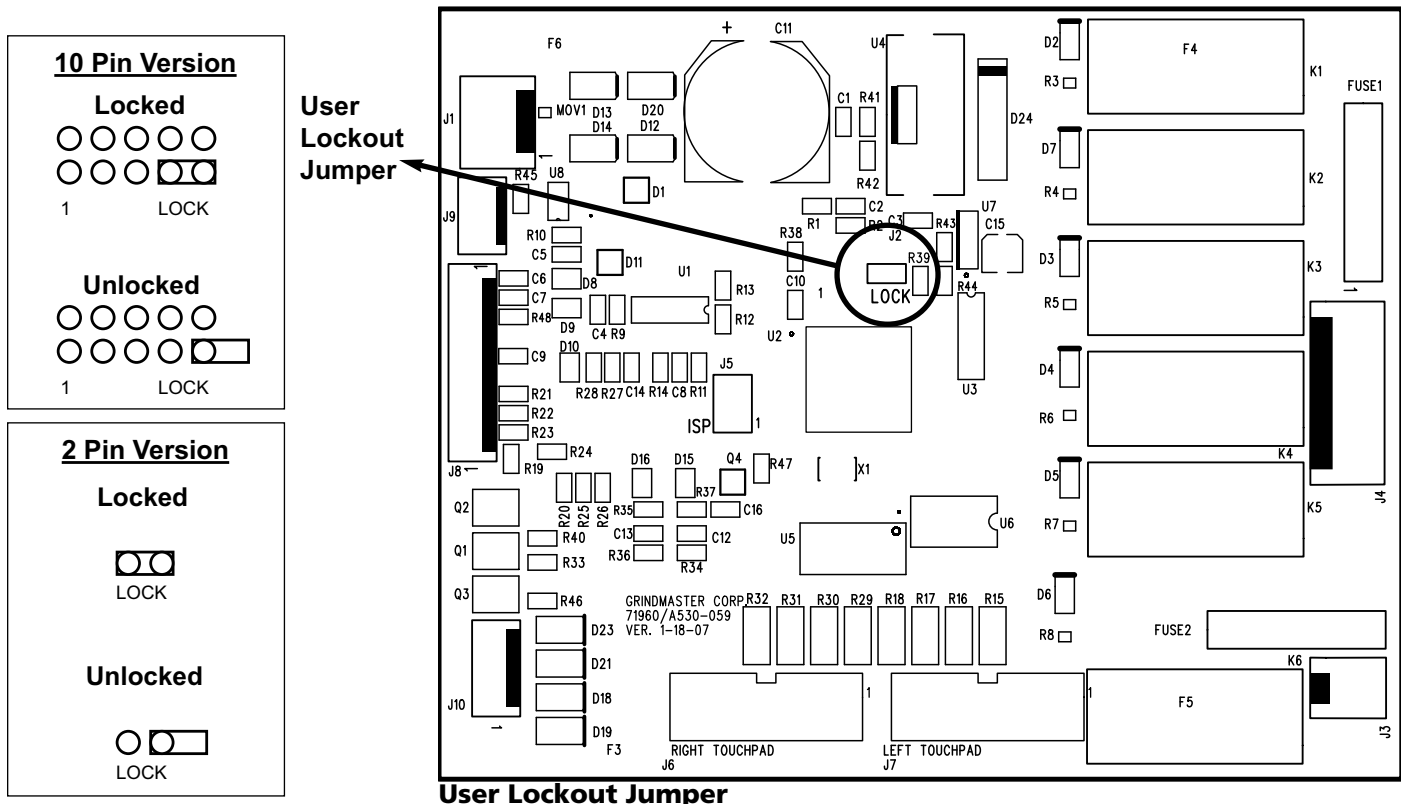 10 Pin Version
Locked
1 LOCK
Unlocked
1 LOCK
2 Pin Version
Locked
LOCK
Unlocked
LOCK
User
Lockout
Jumper
F6 + C11 U4 D2 F4 K1 FUSE1
R3
J1 MOV1 D13 D20 C1 R41 D24
D14 D12
1
R42
D7 K2
R4
R45 U8 D1
J9 R1 C2 R2 C3 J2 R43 U7 C15
R10 R38
C5
1 D11 D3 K3
C6 D8 U1 R13 C10 1 LOCK R39 R44
C7 R5 1
R48 D9 C4 R9 R12 U2
C9 D10 J5 U3 D4
R28 R27 C14 R14 C8 R11
R21
R22 ISP 1 R6
R23
J8 1 R19 R24 D16 D15 Q4 R47 X1 D5 K4 K5 J4
Q2 R20 R25 R26 R35 R37 C16 U6 R7
Q1 R40 C13 C12 U5
R33 R36 R34
Q3 R46 D6
GRINDMASTER CORP.
71960/A530-059
VER. 1-18-07
R32 R31 R30 R29 R18 R17 R16 R15
D23 R8 FUSE2
D21 K6
J10 D18 1 1 F5
1 D19 F3 J3
RIGHT TOUCHPAD LEFT TOUCHPAD
J6 J7
User Lockout Jumper